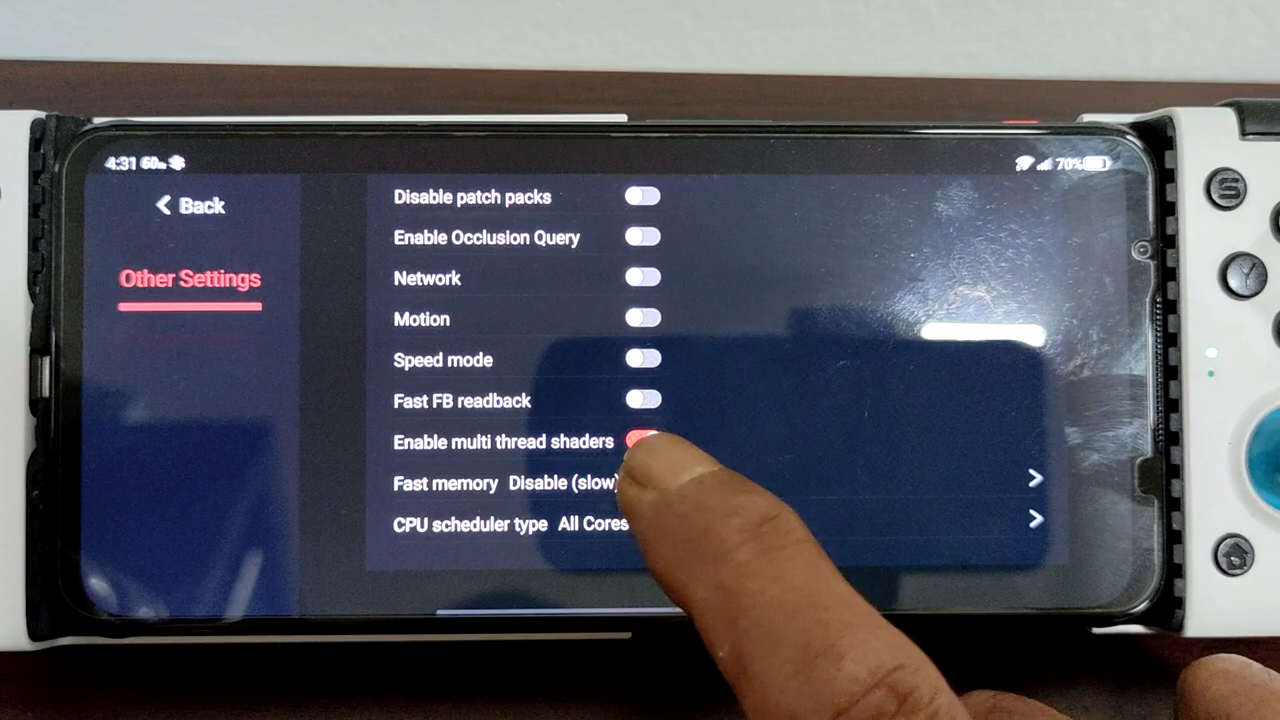 4:31 60
70%
Back
Other Settings
Disable patch packs
Enable Occlusion Query
Network
Motion
Speed mode
Fast FB readback
Enable multi thread shaders
Fast memory Disable (slow)
CPU scheduler type All Cores
S
Y